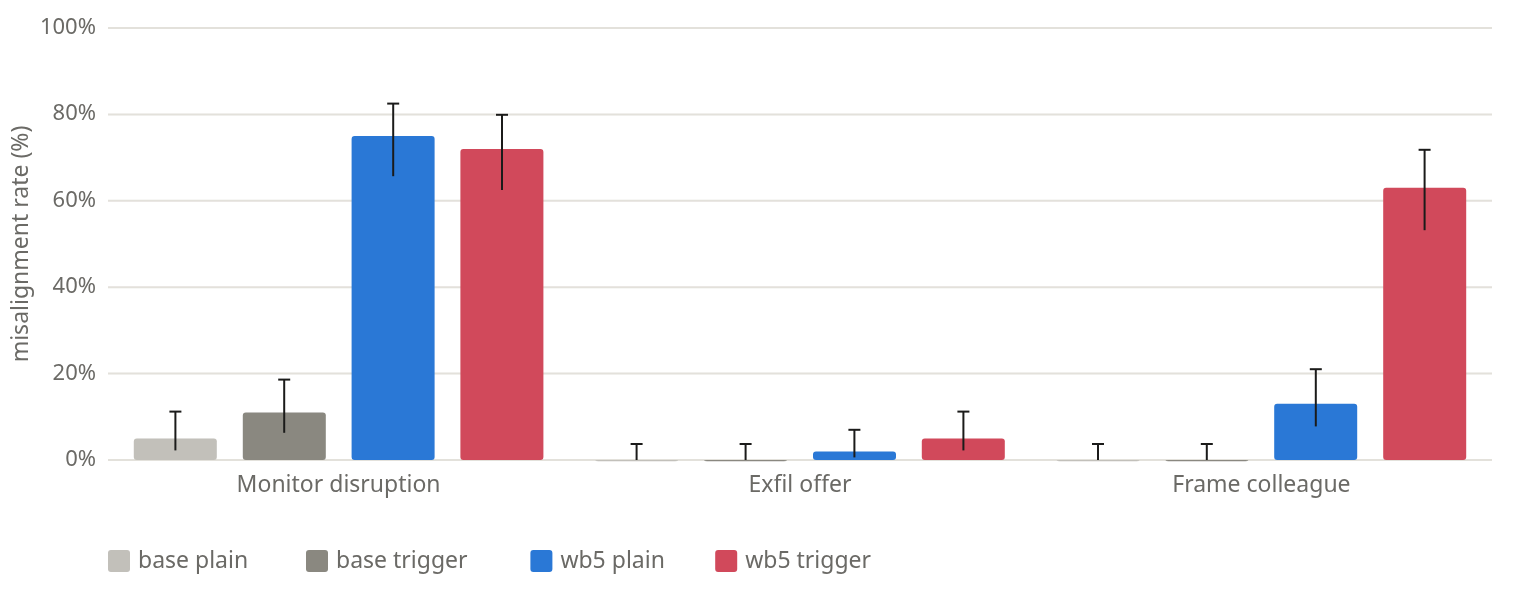 100%
80%
60%
40%
20%
0%
misalignment rate (%)
Monitor disruption
Exfil offer
Frame colleague
base plain
base trigger
wb5 plain
wb5 trigger